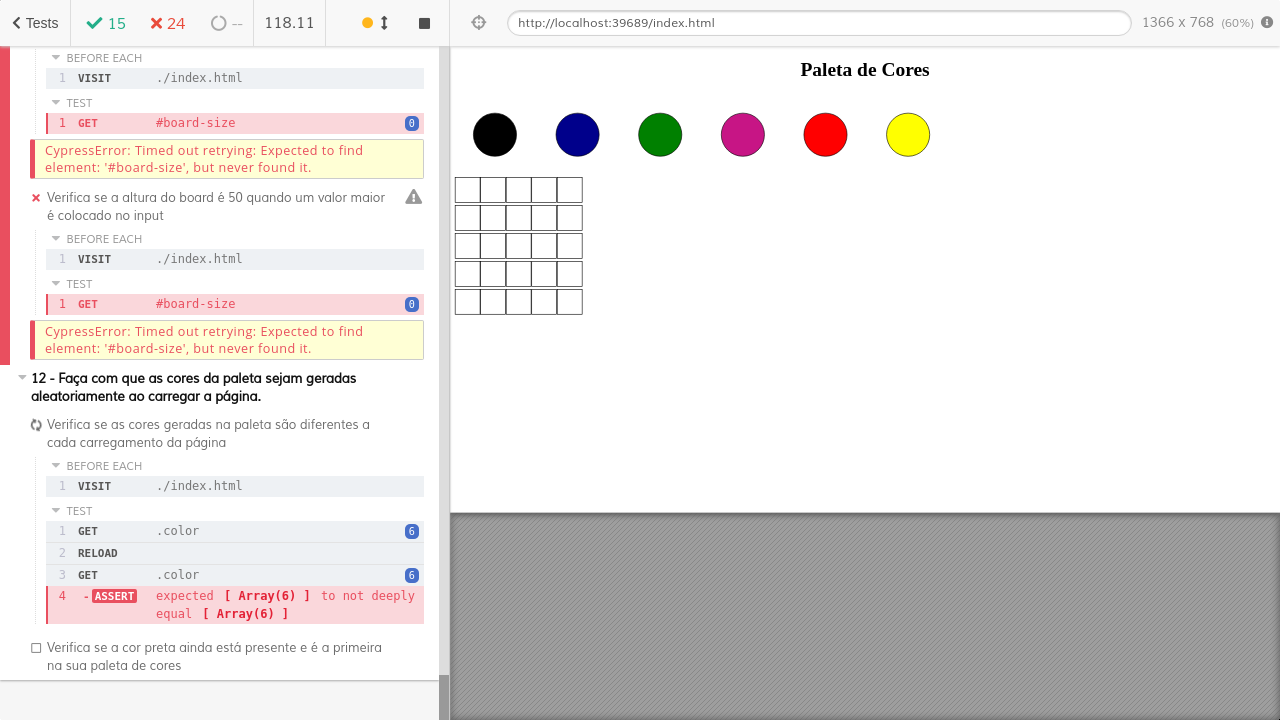 Tests
15
24
--
118.11
http://localhost:39689/index.html
1366 x 768 (60%)
BEFORE EACH
1 VISIT ./index.html
TEST
1 GET #board-size 0
CypressError: Timed out retrying: Expected to find
element: '#board-size', but never found it.
Verifica se a altura do board é 50 quando um valor maior
é colocado no input
BEFORE EACH
1 VISIT ./index.html
TEST
1 GET #board-size 0
CypressError: Timed out retrying: Expected to find
element: '#board-size', but never found it.
12 - Faça com que as cores da paleta sejam geradas
aleatoriamente ao carregar a página.
Verifica se as cores geradas na paleta são diferentes a
cada carregamento da página
BEFORE EACH
1 VISIT ./index.html
TEST
1 GET .color 6
2 RELOAD
3 GET .color 6
4 -ASSERT expected [ Array(6) ] to not deeply
equal [ Array(6) ]
Verifica se a cor preta ainda está presente e é a primeira
na sua paleta de cores
Paleta de Cores